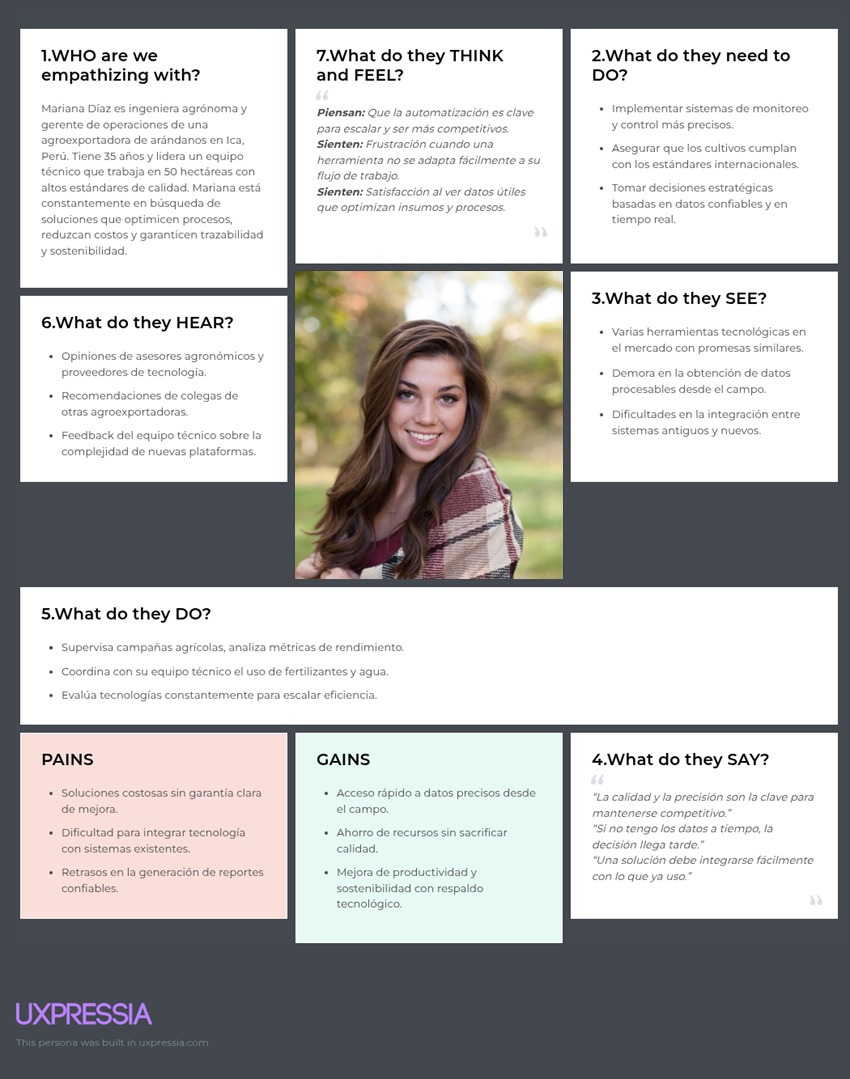 1.WHO are we
empathizing with?
Mariana Díaz es ingeniera agrónoma y
gerente de operaciones de una
agroexportadora de arándanos en Ica,
Perú. Tiene 35 años y lidera un equipo
técnico que trabaja en 50 hectáreas con
altos estándares de calidad. Mariana está
constantemente en búsqueda de
soluciones que optimicen procesos,
reduzcan costos y garanticen trazabilidad
y sostenibilidad.
7.What do they THINK
and FEEL?
“
Piensan: Que la automatización es clave
para escalar y ser más competitivos.
Sienten: Frustración cuando una
herramienta no se adapta fácilmente a su
flujo de trabajo.
Sienten: Satisfacción al ver datos útiles
que optimizan insumos y procesos.
”
2.What do they need to
DO?
• Implementar sistemas de monitoreo
y control más precisos.
• Asegurar que los cultivos cumplan
con los estándares internacionales.
• Tomar decisiones estratégicas
basadas en datos confiables y en
tiempo real.
6.What do they HEAR?
• Opiniones de asesores agronómicos y
proveedores de tecnología.
• Recomendaciones de colegas de
otras agroexportadoras.
• Feedback del equipo técnico sobre la
complejidad de nuevas plataformas.
3.What do they SEE?
• Varias herramientas tecnológicas en
el mercado con promesas similares.
• Demora en la obtención de datos
procesables desde el campo.
• Dificultades en la integración entre
sistemas antiguos y nuevos.
5.What do they DO?
• Supervisa campañas agrícolas, analiza métricas de rendimiento.
• Coordina con su equipo técnico el uso de fertilizantes y agua.
• Evalúa tecnologías constantemente para escalar eficiencia.
PAINS
• Soluciones costosas sin garantía clara
de mejora.
• Dificultad para integrar tecnología
con sistemas existentes.
• Retrasos en la generación de reportes
confiables.
GAINS
• Acceso rápido a datos precisos desde
el campo.
• Ahorro de recursos sin sacrificar
calidad.
• Mejora de productividad y
sostenibilidad con respaldo
tecnológico.
4.What do they SAY?
“
“La calidad y la precisión son la clave para
mantenerse competitivo.”
“Si no tengo los datos a tiempo, la
decisión llega tarde.”
“Una solución debe integrarse fácilmente
con lo que ya uso.”
”
UXPRESSIA
This persona was built in uxpressia.com